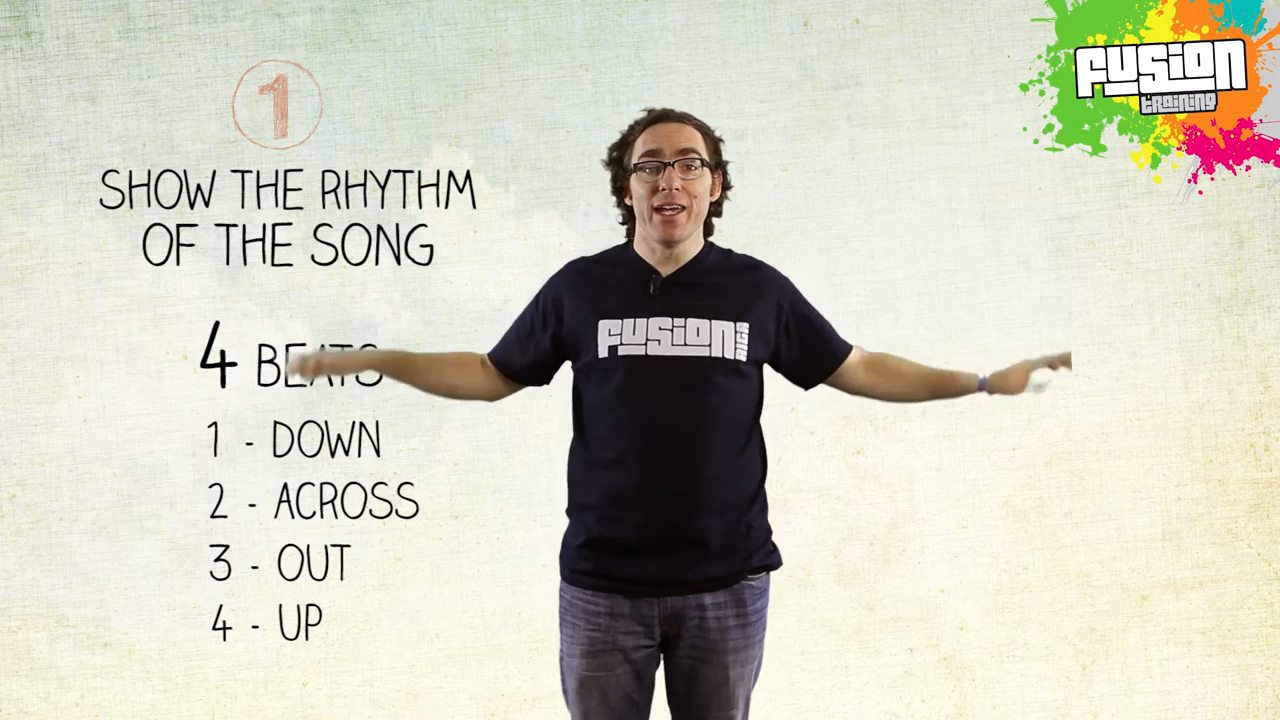 1
SHOW THE RHYTHM
OF THE SONG
4 BEATS
1 - DOWN
2 - ACROSS
3 - OUT
4 - UP
fusion
training
fusion
RIGA